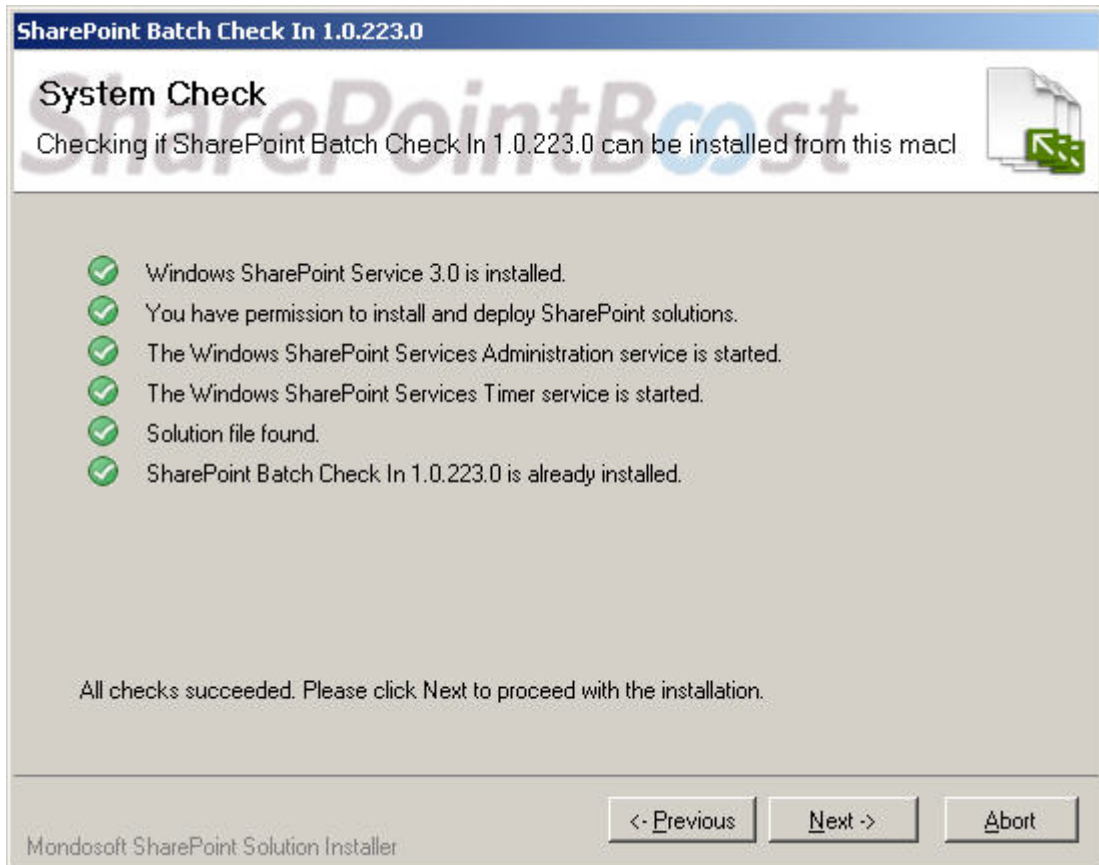 SharePoint Batch Check In 1.0.223.0
SharePointBoost
System Check
Checking if SharePoint Batch Check In 1.0.223.0 can be installed from this macl
Windows SharePoint Service 3.0 is installed.
You have permission to install and deploy SharePoint solutions.
The Windows SharePoint Services Administration service is started.
The Windows SharePoint Services Timer service is started.
Solution file found.
SharePoint Batch Check In 1.0.223.0 is already installed.
All checks succeeded. Please click Next to proceed with the installation.
<- Previous Next -> Abort
Mondosoft SharePoint Solution Installer